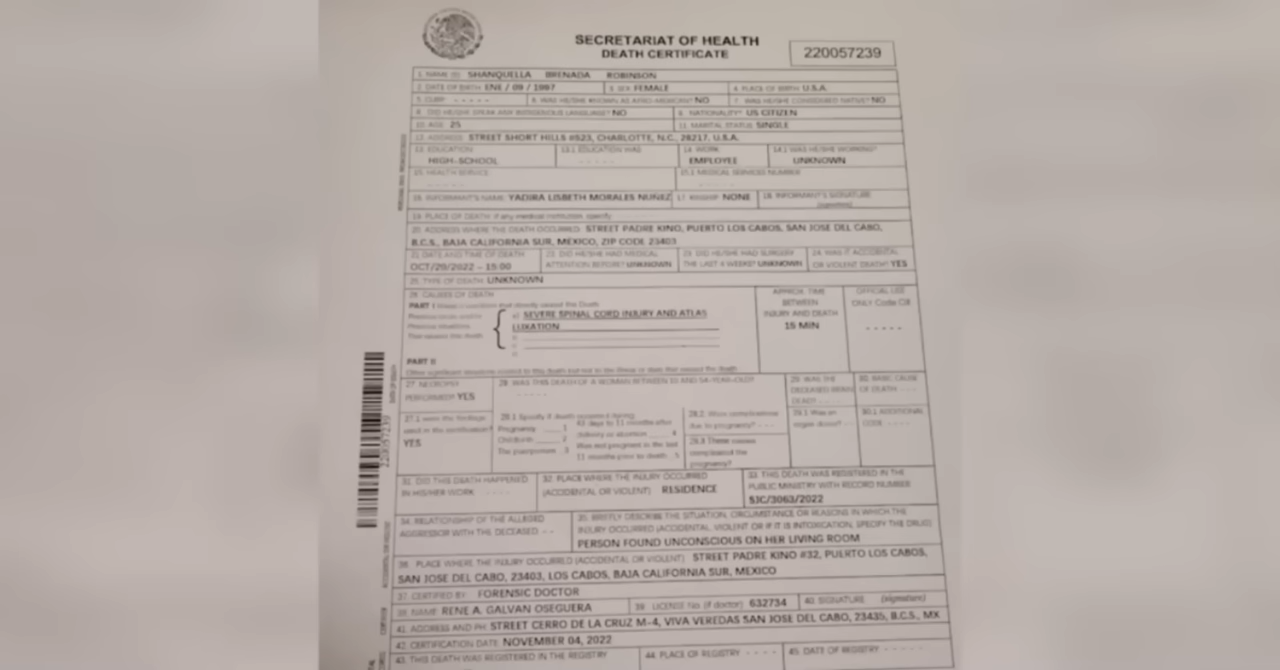 SECRETARIAT OF HEALTH
DEATH CERTIFICATE
220057239
1. NAME (S) SHANQUELLA BRENADA ROBINSON
2. DATE OF BIRTH: ENE / 09 / 1997 3. SEX: FEMALE 4. PLACE OF BIRTH: U.S.A.
5. CURP: - - - - - 6. WAS HE/SHE KNOWN AS AFRO-MEXICAN? NO 7. WAS HE/SHE CONSIDERED NATIVE? NO
8. DID HE/SHE SPEAK ANY INDIGENOUS LANGUAGE? NO 9. NATIONALITY: US CITIZEN
10. AGE: 25 11. MARITAL STATUS: SINGLE
12. ADDRESS: STREET SHORT HILLS #523, CHARLOTTE, N.C., 28217, U.S.A.
13. EDUCATION 13.1 EDUCATION WAS 14. WORK 14.1 WAS HE/SHE WORKING?
HIGH-SCHOOL - - - - - EMPLOYEE UNKNOWN
15. HEALTH SERVICE: 15.1 MEDICAL SERVICES NUMBER
- - - - - - - - - -
16. INFORMANT'S NAME: YADIRA LISBETH MORALES NUÑEZ 17. KINSHIP: NONE 18. INFORMANT'S SIGNATURE
(signature)
19. PLACE OF DEATH: If any medical institution, specify
20. ADDRESS WHERE THE DEATH OCCURRED: STREET PADRE KINO, PUERTO LOS CABOS, SAN JOSE DEL CABO,
B.C.S., BAJA CALIFORNIA SUR, MEXICO, ZIP CODE 23403
21. DATE AND TIME OF DEATH 22. DID HE/SHE HAD MEDICAL 23. DID HE/SHE HAD SURGERY 24. WAS IT ACCIDENTAL
OCT/29/2022 - 15:00 ATTENTION BEFORE? UNKNOWN THE LAST 4 WEEKS? UNKNOWN OR VIOLENT DEATH? YES
25. TYPE OF DEATH: UNKNOWN
26. CAUSES OF DEATH APPROX. TIME OFFICIAL USE
PART I that directly caused this Death BETWEEN ONLY Code CIE
a) SEVERE SPINAL CORD INJURY AND ATLAS INJURY AND DEATH
LUXATION 15 MIN - - - - -
PART II
27. NECROPSY 28. WAS THIS DEATH OF A WOMAN BETWEEN 10 AND 54-YEAR-OLD? 29. WAS THE 30. BASIC CAUSE
PERFORMED? YES - - - - - DECEASED BRAIN OF DEATH - - -
DEAD? - -
27.1 were the findings 28.1 Specify if death occurred during 28.2. Were complications 29.1 Was an 30.1 ADDITIONAL
used in the certification? Pregnancy 1 43 days to 11 months after due to pregnancy? - - - organ donor? - - - CODE - - - - -
YES Childbirth 2 delivery or abortion 4 28.3 These causes
The puerperium 3 Was not pregnant in the last complicated the
11 months prior to death 5 pregnancy?
31. DID THIS DEATH HAPPENED 32. PLACE WHERE THE INJURY OCCURRED 33. THIS DEATH WAS REGISTERED IN THE
IN HIS/HER WORK - - - - (ACCIDENTAL OR VIOLENT) RESIDENCE PUBLIC MINISTRY WITH RECORD NUMBER
SJC/3063/2022
34. RELATIONSHIP OF THE ALLEGED 35. BRIEFLY DESCRIBE THE SITUATION, CIRCUMSTANCE OR REASONS IN WHICH THE
AGGRESSOR WITH THE DECEASED - - INJURY OCCURRED (ACCIDENTAL, VIOLENT OR IF IT IS INTOXICATION, SPECIFY THE DRUG)
PERSON FOUND UNCONSCIOUS ON HER LIVING ROOM
36. PLACE WHERE THE INJURY OCCURRED (ACCIDENTAL OR VIOLENT) STREET PADRE KINO #32, PUERTO LOS CABOS,
SAN JOSE DEL CABO, 23403, LOS CABOS, BAJA CALIFORNIA SUR, MEXICO
37. CERTIFIED BY: FORENSIC DOCTOR
38. NAME: RENE A. GALVAN OSEGUERA 39. LICENSE No. (if doctor) 632734 40. SIGNATURE (signature)
41. ADDRESS AND PH: STREET CERRO DE LA CRUZ M-4, VIVA VEREDAS SAN JOSE DEL CABO, 23435, B.C.S., MX
42. CERTIFICATION DATE: NOVEMBER 04, 2022
43. THIS DEATH WAS REGISTERED IN THE REGISTRY 44. PLACE OF REGISTRY - - - - 45. DATE OF REGISTRY - - - - -
220057239